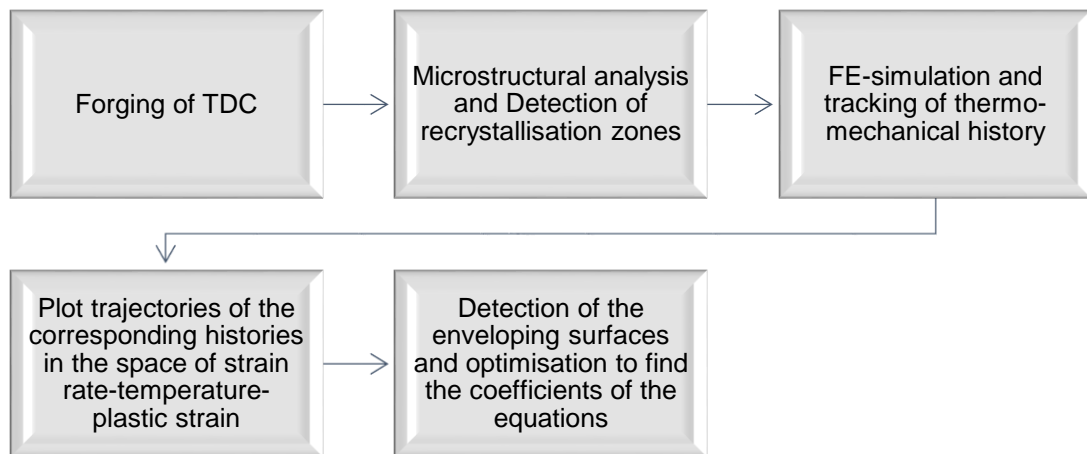 Forging of TDC
Microstructural analysis
and Detection of
recrystallisation zones
FE-simulation and
tracking of thermo-
mechanical history
Plot trajectories of the
corresponding histories
in the space of strain
rate-temperature-
plastic strain
Detection of the
enveloping surfaces
and optimisation to find
the coefficients of the
equations